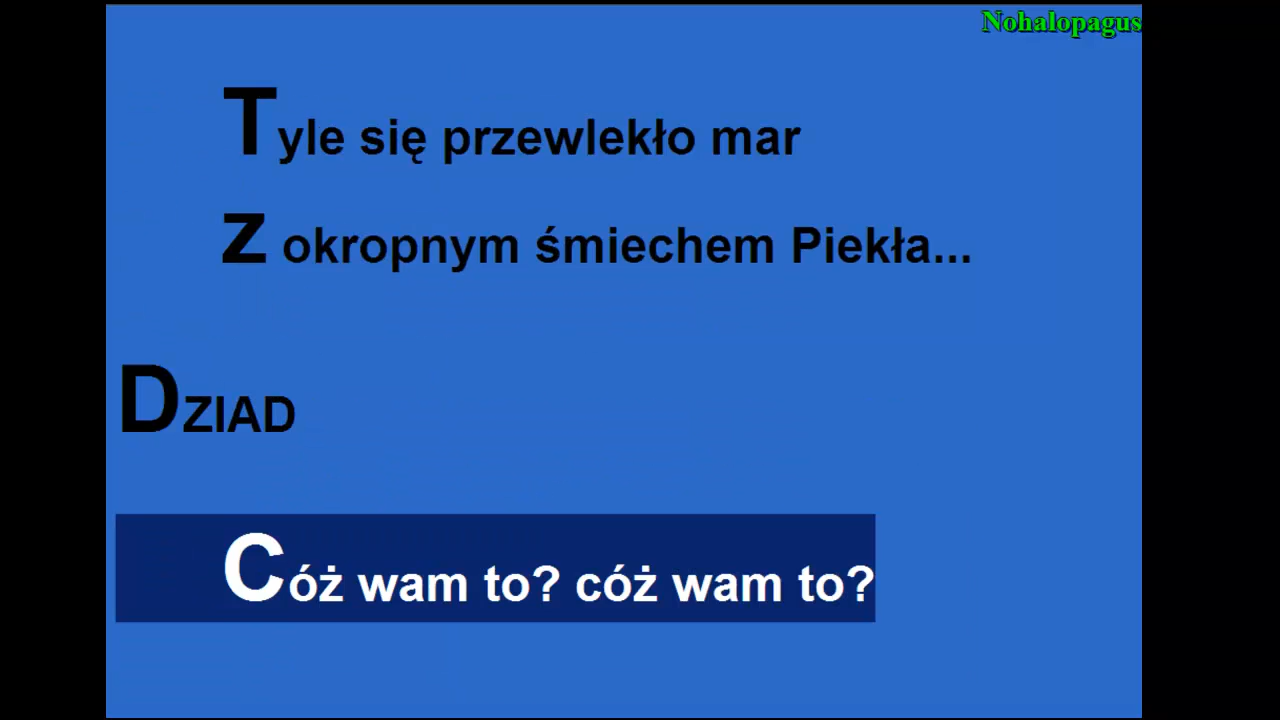 Nohalopagus
Tyle się przewlekło mar
z okropnym śmiechem Piekła...
DZIAD
Cóż wam to? cóż wam to?